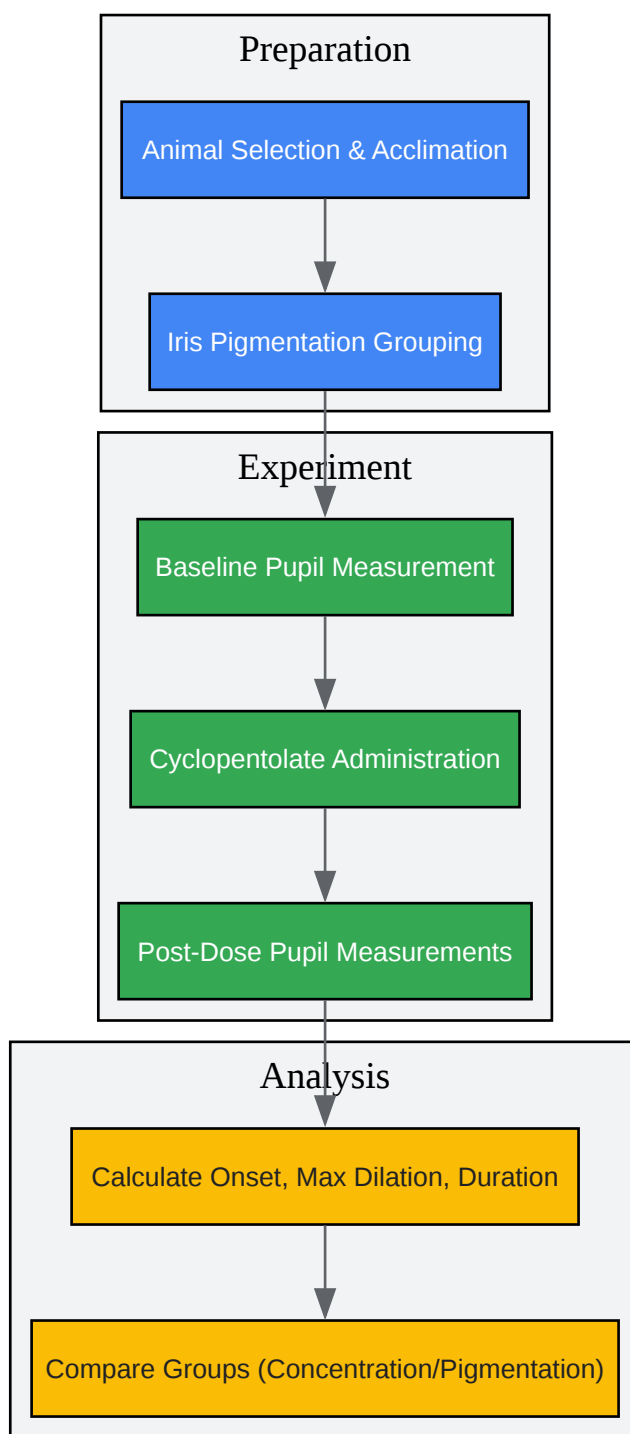 Preparation
Animal Selection & Acclimation
Iris Pigmentation Grouping
Experiment
Baseline Pupil Measurement
Cyclopentolate Administration
Post-Dose Pupil Measurements
Analysis
Calculate Onset, Max Dilation, Duration
Compare Groups (Concentration/Pigmentation)